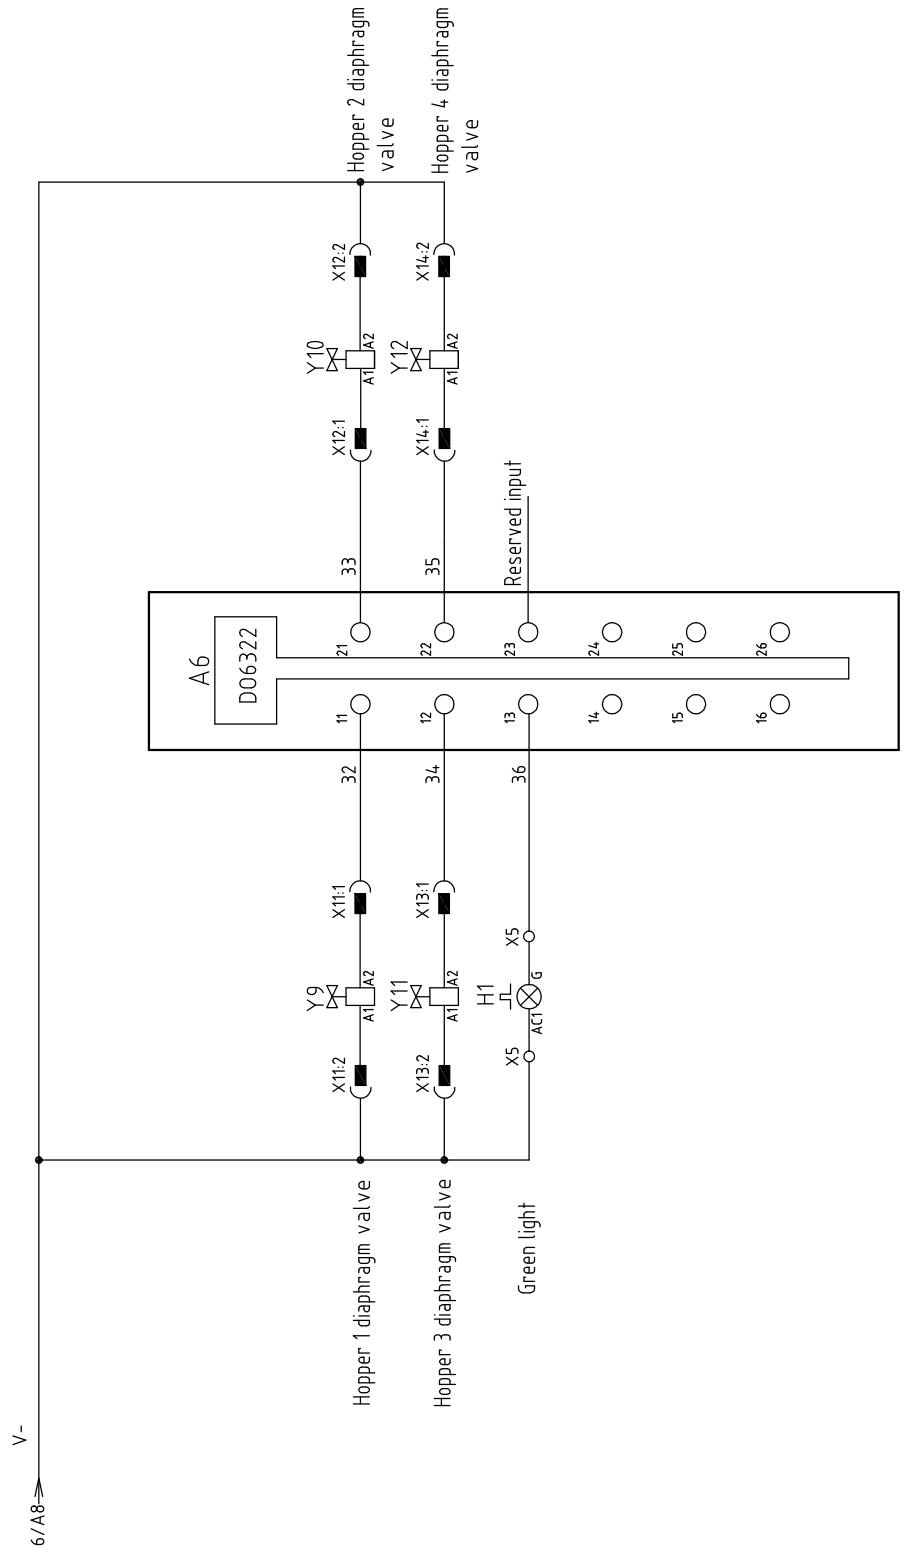 6/A8
V-
Hopper 1 diaphragm valve
Hopper 3 diaphragm valve
Green light
X11:2
Y9
A1
A2
X11:1
32
X13:2
Y11
A1
A2
X13:1
34
X5
H1
AC1
G
X5
36
A6
DO6322
11
12
13
14
15
16
21
22
23
24
25
26
33
X12:1
Y10
A1
A2
X12:2
35
X14:1
Y12
A1
A2
X14:2
Reserved input
Hopper 2 diaphragm
valve
Hopper 4 diaphragm
valve